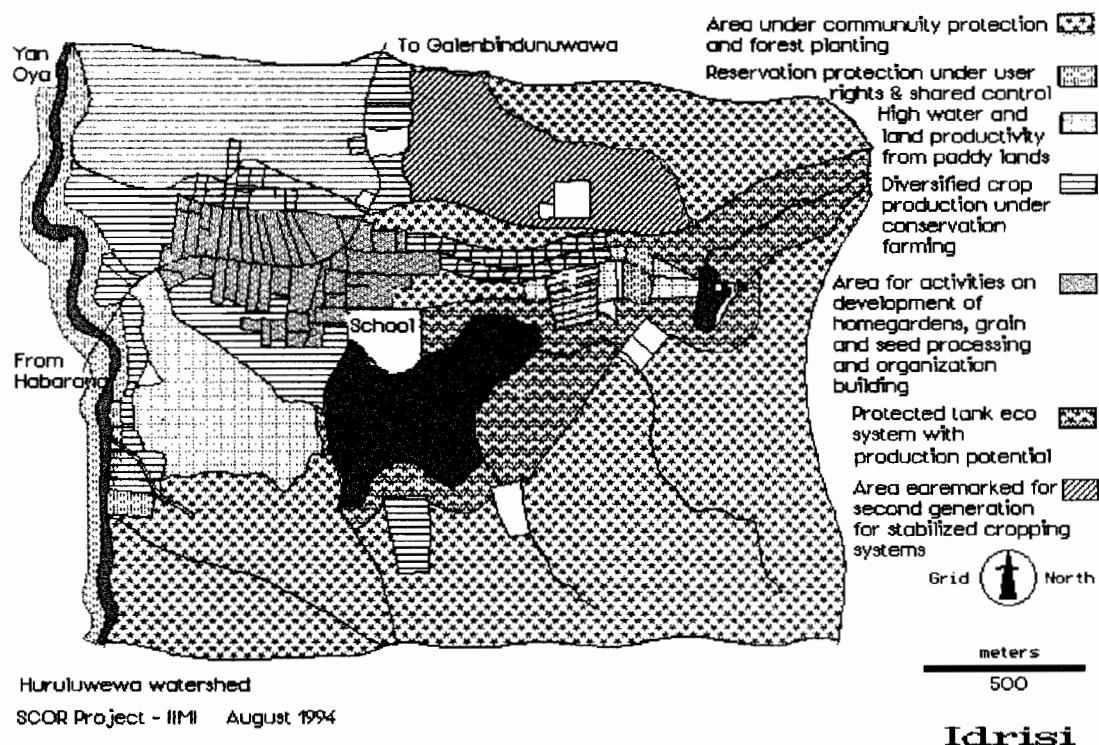 Yan
Oya
To Galenbindunuwawa
School
From
Habarana
Area under communuity protection
and forest planting
Reservation protection under user
rights & shared control
High water and
land productivity
from paddy lands
Diversified crop
production under
conservation
farming
Area for activities on
development of
homegardens, grain
and seed processing
and organization
building
Protected tank eco
system with
production potential
Area earemarked for
second generation
for stabilized cropping
systems
Grid North
meters
500
Huruluwewa watershed
SCOR Project - IIMI August 1994
Idrisi